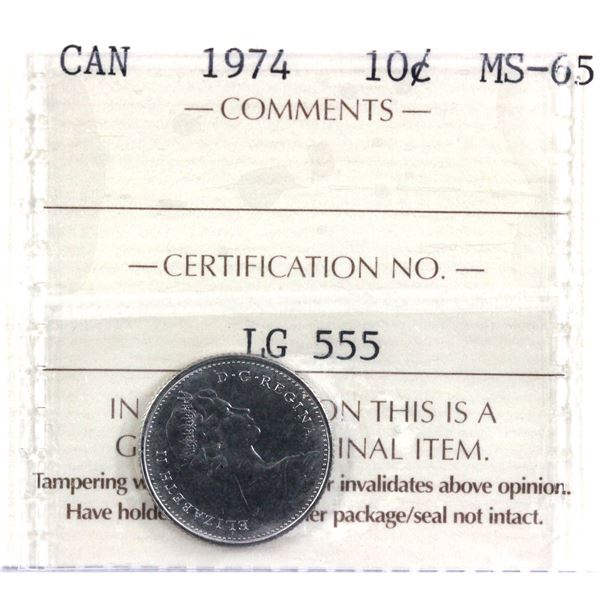 CAN 1974 10¢ MS-65
— COMMENTS —
— CERTIFICATION NO. —
LG 555
IN ON THIS IS A
G INAL ITEM.
Tampering w r invalidates above opinion.
Have holde er package/seal not intact.
ELIZABETH II D·G·REGINA